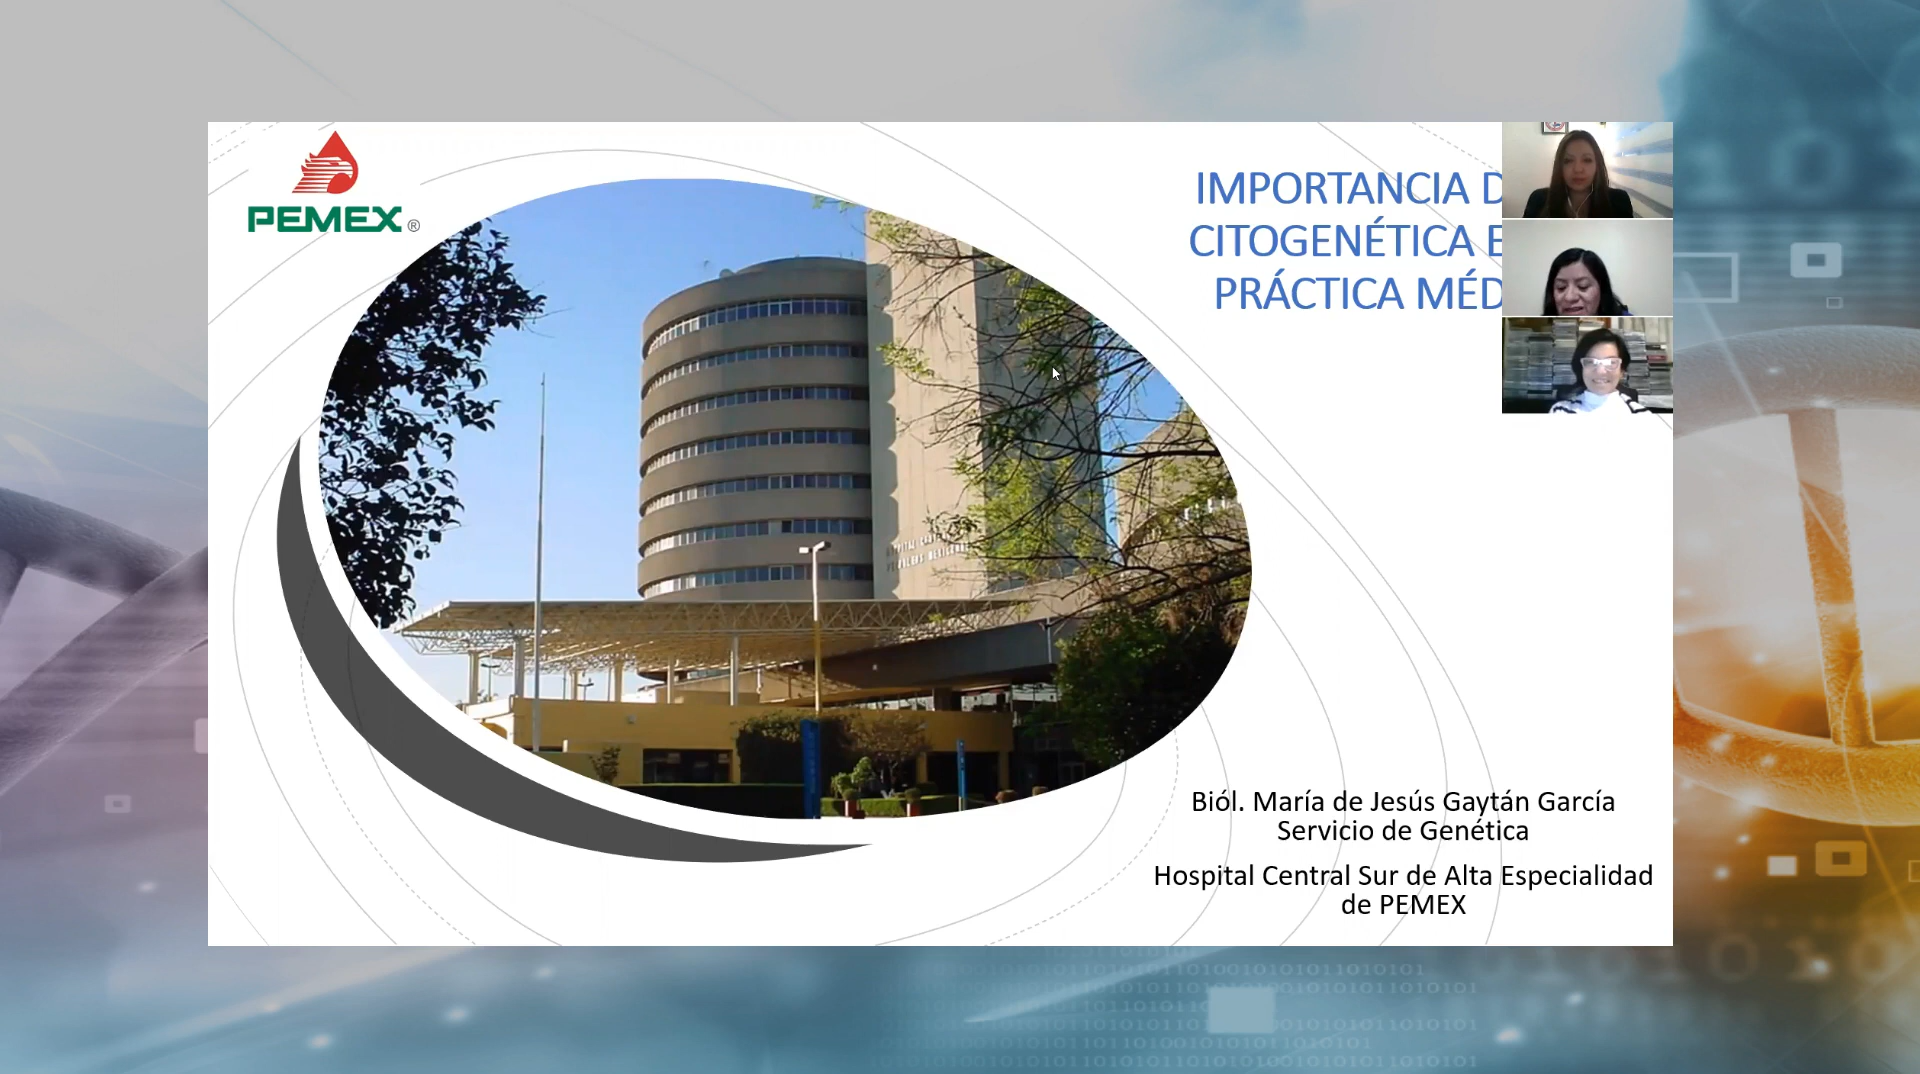 PEMEX ®
IMPORTANCIA D
CITOGENÉTICA E
PRÁCTICA MÉD
Biól. María de Jesús Gaytán García
Servicio de Genética
Hospital Central Sur de Alta Especialidad
de PEMEX